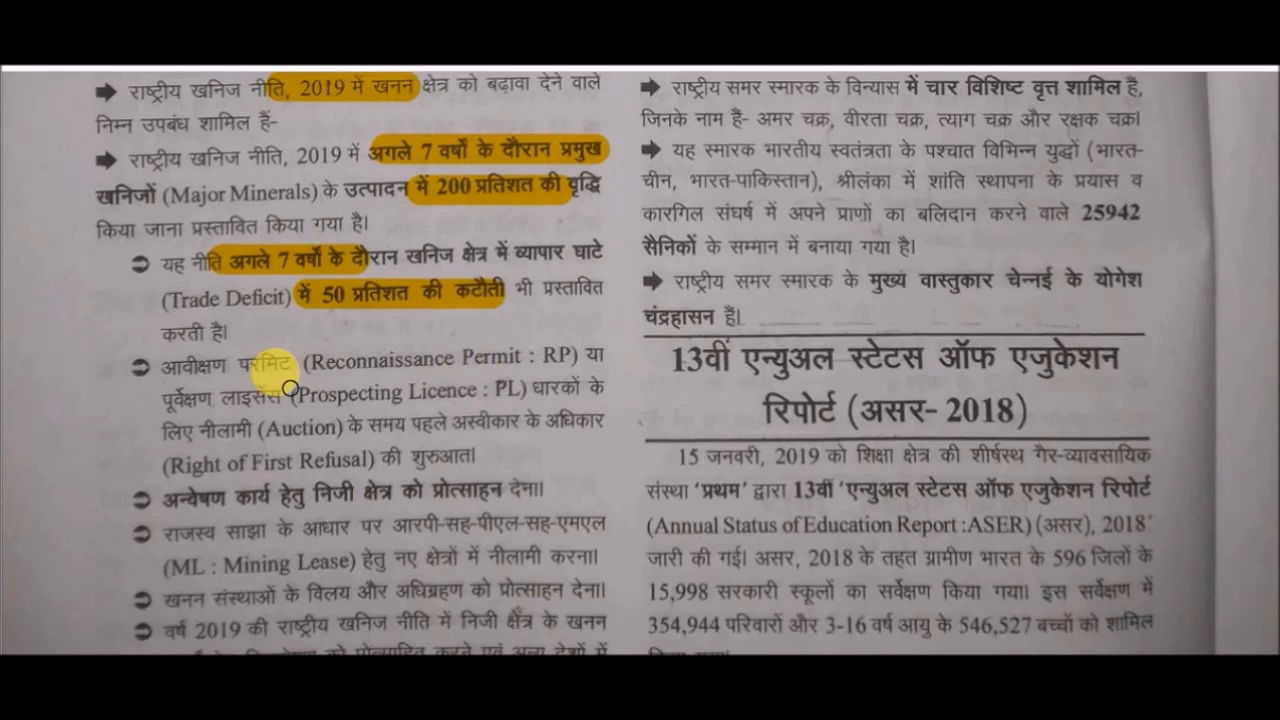 ➡ राष्ट्रीय खनिज नीति, 2019 में खनन क्षेत्र को बढ़ावा देने वाले
निम्न उपबंध शामिल हैं-
➡ राष्ट्रीय खनिज नीति, 2019 में अगले 7 वर्षों के दौरान प्रमुख
खनिजों (Major Minerals) के उत्पादन में 200 प्रतिशत की वृद्धि
किया जाना प्रस्तावित किया गया है।
➲ यह नीति अगले 7 वर्षों के दौरान खनिज क्षेत्र में व्यापार घाटे
(Trade Deficit) में 50 प्रतिशत की कटौती भी प्रस्तावित
करती है।
➲ आवीक्षण परमिट (Reconnaissance Permit : RP) या
पूर्वेक्षण लाइसेंस (Prospecting Licence : PL) धारकों के
लिए नीलामी (Auction) के समय पहले अस्वीकार के अधिकार
(Right of First Refusal) की शुरुआत।
➲ अन्वेषण कार्य हेतु निजी क्षेत्र को प्रोत्साहन देना।
➲ राजस्व साझा के आधार पर आरपी-सह-पीएल-सह-एमएल
(ML : Mining Lease) हेतु नए क्षेत्रों में नीलामी करना।
➲ खनन संस्थाओं के विलय और अधिग्रहण को प्रोत्साहन देना।
➲ वर्ष 2019 की राष्ट्रीय खनिज नीति में निजी क्षेत्र के खनन
को प्रोत्साहित करने एवं अन्य देशों में
➡ राष्ट्रीय समर स्मारक के विन्यास में चार विशिष्ट वृत्त शामिल हैं,
जिनके नाम हैं- अमर चक्र, वीरता चक्र, त्याग चक्र और रक्षक चक्र।
➡ यह स्मारक भारतीय स्वतंत्रता के पश्चात विभिन्न युद्धों (भारत-
चीन, भारत-पाकिस्तान), श्रीलंका में शांति स्थापना के प्रयास व
कारगिल संघर्ष में अपने प्राणों का बलिदान करने वाले 25942
सैनिकों के सम्मान में बनाया गया है।
➡ राष्ट्रीय समर स्मारक के मुख्य वास्तुकार चेन्नई के योगेश
चंद्रहासन हैं।
13वीं एन्युअल स्टेटस ऑफ एजुकेशन
रिपोर्ट (असर- 2018)
15 जनवरी, 2019 को शिक्षा क्षेत्र की शीर्षस्थ गैर-व्यावसायिक
संस्था 'प्रथम' द्वारा 13वीं 'एन्युअल स्टेटस ऑफ एजुकेशन रिपोर्ट
(Annual Status of Education Report :ASER) (असर), 2018'
जारी की गई। असर, 2018 के तहत ग्रामीण भारत के 596 जिलों के
15,998 सरकारी स्कूलों का सर्वेक्षण किया गया। इस सर्वेक्षण में
354,944 परिवारों और 3-16 वर्ष आयु के 546,527 बच्चों को शामिल